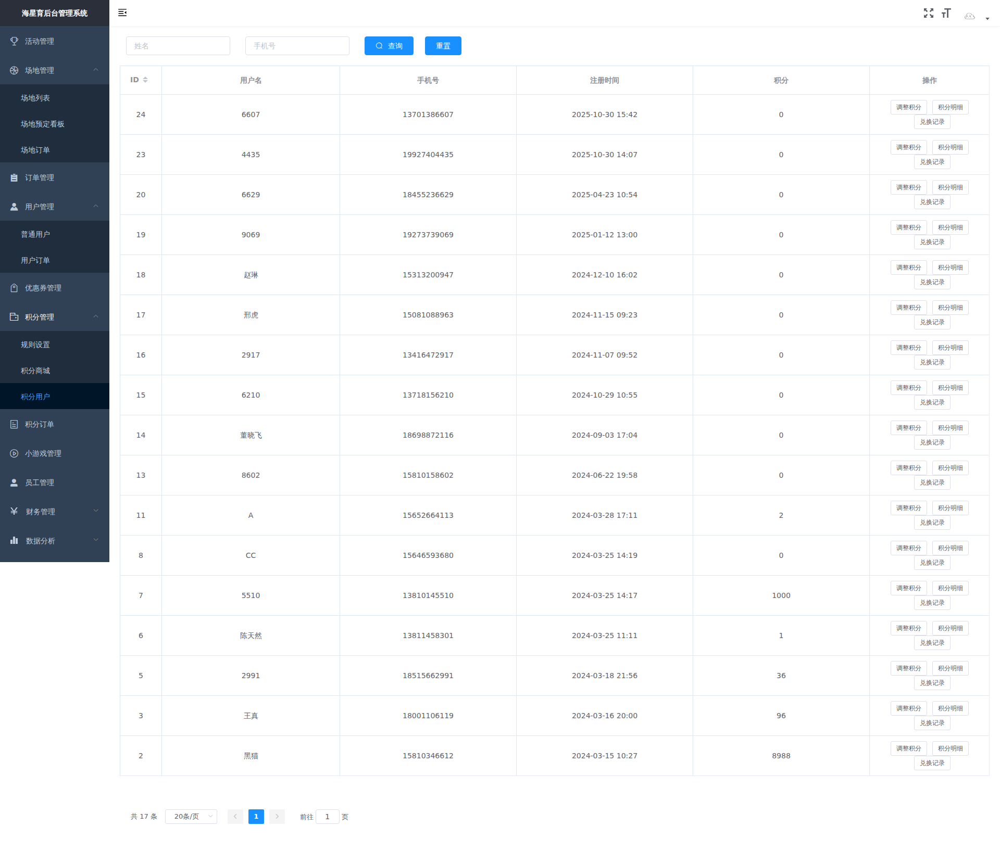 海星育后台管理系统
活动管理
场地管理
场地列表
场地预定看板
场地订单
订单管理
用户管理
普通用户
用户订单
优惠券管理
积分管理
规则设置
积分商城
积分用户
积分订单
小游戏管理
员工管理
财务管理
数据分析
姓名 手机号 查询 重置
ID 用户名 手机号 注册时间 积分 操作
24 6607 13701386607 2025-10-30 15:42 0 调整积分 积分明细
兑换记录
23 4435 19927404435 2025-10-30 14:07 0 调整积分 积分明细
兑换记录
20 6629 18455236629 2025-04-23 10:54 0 调整积分 积分明细
兑换记录
19 9069 19273739069 2025-01-12 13:00 0 调整积分 积分明细
兑换记录
18 赵琳 15313200947 2024-12-10 16:02 0 调整积分 积分明细
兑换记录
17 邢虎 15081088963 2024-11-15 09:23 0 调整积分 积分明细
兑换记录
16 2917 13416472917 2024-11-07 09:52 0 调整积分 积分明细
兑换记录
15 6210 13718156210 2024-10-29 10:55 0 调整积分 积分明细
兑换记录
14 董晓飞 18698872116 2024-09-03 17:04 0 调整积分 积分明细
兑换记录
13 8602 15810158602 2024-06-22 19:58 0 调整积分 积分明细
兑换记录
11 A 15652664113 2024-03-28 17:11 2 调整积分 积分明细
兑换记录
8 CC 15646593680 2024-03-25 14:19 0 调整积分 积分明细
兑换记录
7 5510 13810145510 2024-03-25 14:17 1000 调整积分 积分明细
兑换记录
6 陈天然 13811458301 2024-03-25 11:11 1 调整积分 积分明细
兑换记录
5 2991 18515662991 2024-03-18 21:56 36 调整积分 积分明细
兑换记录
3 王真 18001106119 2024-03-16 20:00 96 调整积分 积分明细
兑换记录
2 黑猫 15810346612 2024-03-15 10:27 8988 调整积分 积分明细
兑换记录
共 17 条 20条/页 1 前往 1 页